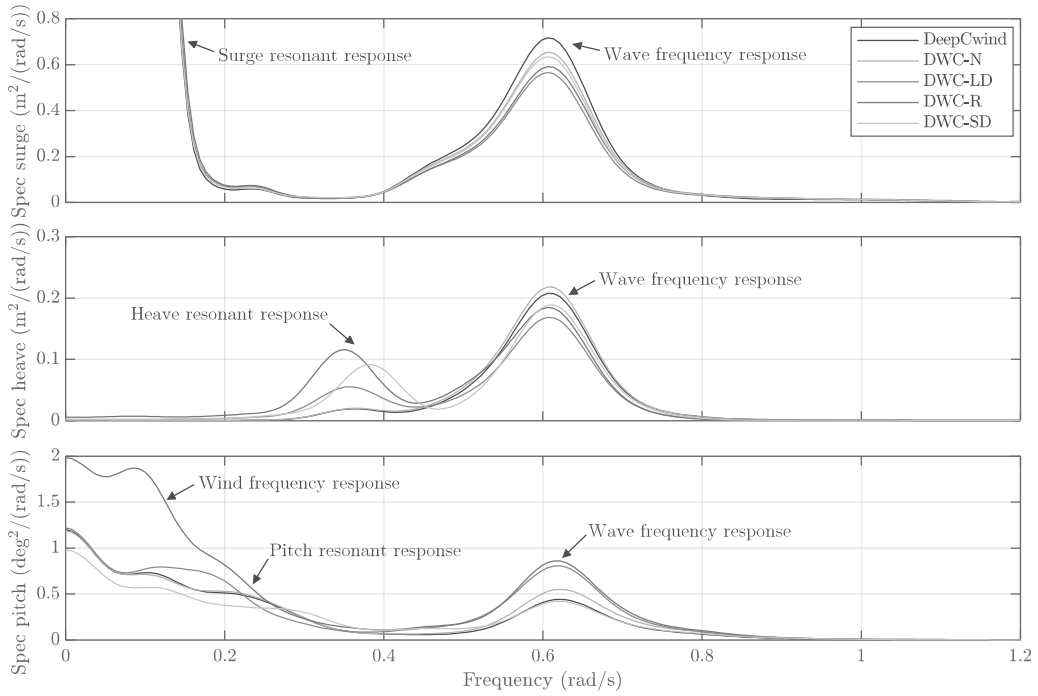 0.8
0.6
0.4
0.2
0
Spec surge (m²/(rad/s))
Surge resonant response
Wave frequency response
DeepCwind
DWC-N
DWC-LD
DWC-R
DWC-SD
0.3
0.2
0.1
0
Spec heave (m²/(rad/s))
Heave resonant response
Wave frequency response
2
1.5
1
0.5
0
Spec pitch (deg²/(rad/s))
Wind frequency response
Pitch resonant response
Wave frequency response
0 0.2 0.4 0.6 0.8 1 1.2
Frequency (rad/s)